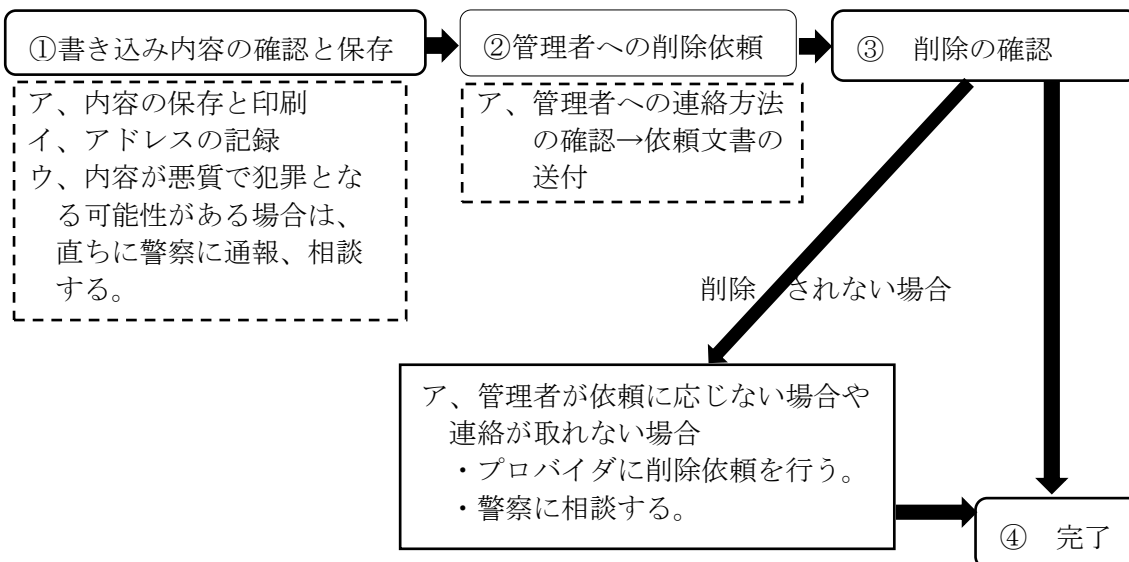 ①書き込み内容の確認と保存
ア、内容の保存と印刷
イ、アドレスの記録
ウ、内容が悪質で犯罪とな
る可能性がある場合は、
直ちに警察に通報、相談
する。
②管理者への削除依頼
ア、管理者への連絡方法
の確認→依頼文書の
送付
③　削除の確認
削除　されない場合
ア、管理者が依頼に応じない場合や
連絡が取れない場合
・プロバイダに削除依頼を行う。
・警察に相談する。
④　完了